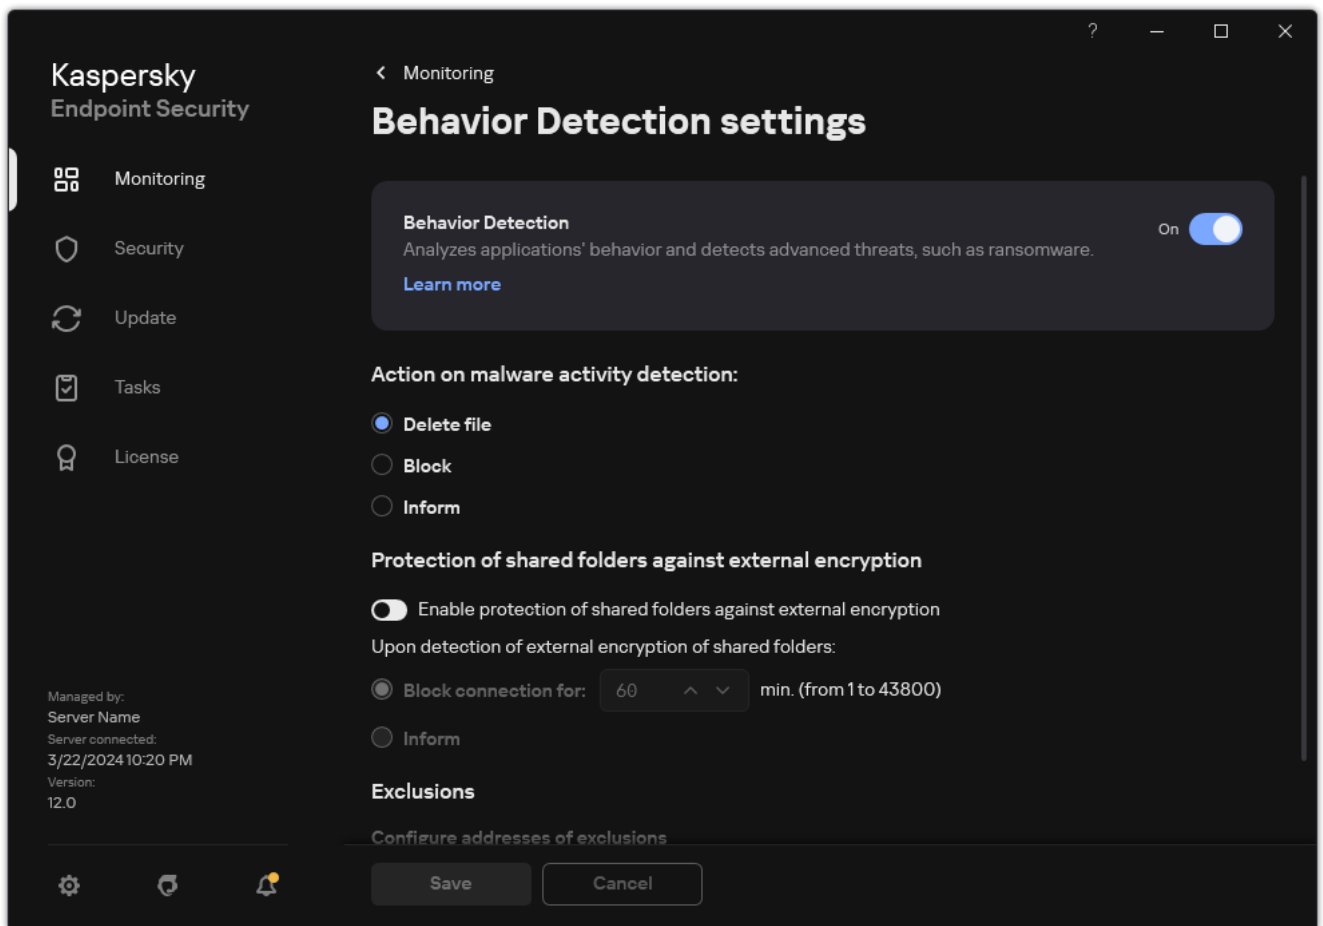 ?
Kaspersky
Endpoint Security
Monitoring
Security
Update
Tasks
License
Managed by:
Server Name
Server connected:
3/22/2024 10:20 PM
Version:
12.0
Monitoring
Behavior Detection settings
Behavior Detection
Analyzes applications' behavior and detects advanced threats, such as ransomware.
Learn more
On
Action on malware activity detection:
Delete file
Block
Inform
Protection of shared folders against external encryption
Enable protection of shared folders against external encryption
Upon detection of external encryption of shared folders:
Block connection for: 60 min. (from 1 to 43800)
Inform
Exclusions
Configure addresses of exclusions
Save
Cancel